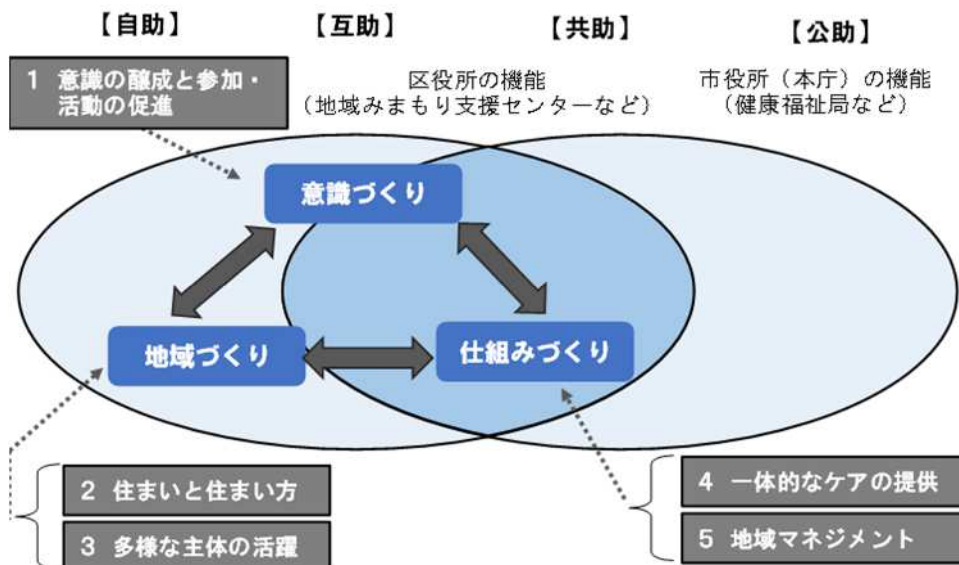 【自助】
【互助】
【共助】
【公助】
1 意識の醸成と参加・
活動の促進
区役所の機能
（地域みまもり支援センターなど）
市役所（本庁）の機能
（健康福祉局など）
意識づくり
地域づくり
仕組みづくり
2 住まいと住まい方
3 多様な主体の活躍
4 一体的なケアの提供
5 地域マネジメント